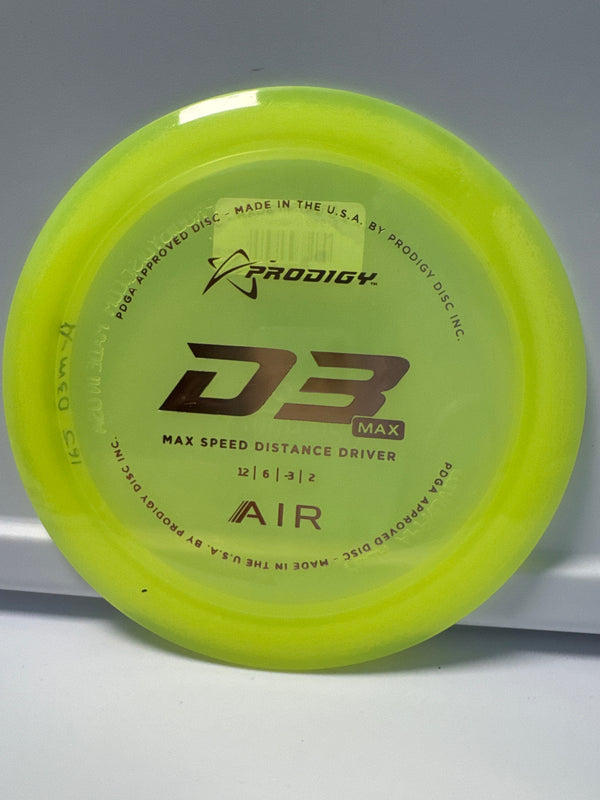 PDGA APPROVED DISC - MADE IN THE U.S.A. BY PRODIGY DISC INC.
PRODIGY™
D3
MAX
MAX SPEED DISTANCE DRIVER
12 | 6 | -3 | 2
AIR
PDGA APPROVED DISC - MADE IN THE U.S.A. BY PRODIGY DISC INC.